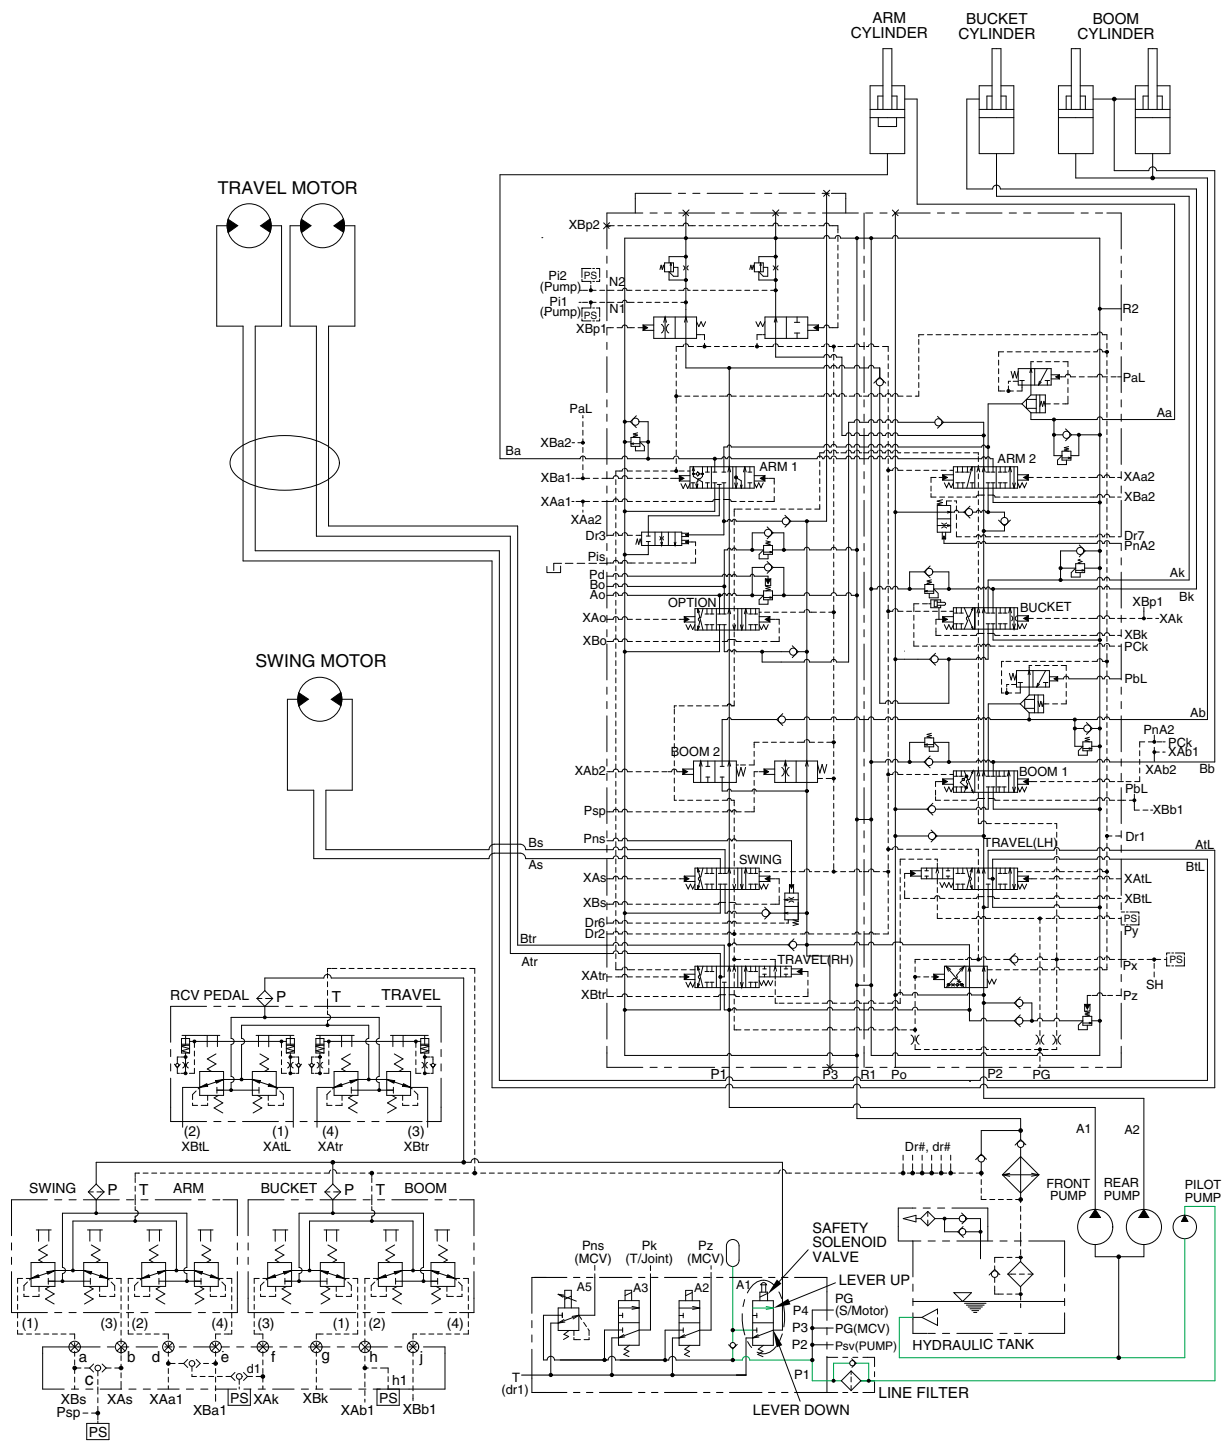 ARM
CYLINDER
BUCKET
CYLINDER
BOOM
CYLINDER
TRAVEL MOTOR
XBp2
Pi2
(Pump)
PS
N2
Pi1
(Pump)
PS
N1
XBp1
R2
PaL
Aa
PaL
XBa2
Ba
XBa1
ARM 1
ARM 2
XAa2
XBa2
XAa1
XAa2
Dr3
Dr7
PnA2
Pis
Pd
Bo
Ao
Ak
Bk
OPTION
BUCKET
XBp1
XAo
XAk
XBo
XBk
PCk
SWING MOTOR
PbL
Ab
PnA2
PCk
XAb1
XAb2
Bb
BOOM 2
BOOM 1
XAb2
PbL
XBb1
Psp
Pns
Dr1
Bs
As
SWING
TRAVEL(LH)
AtL
BtL
XAs
XAtL
XBs
XBtL
Dr6
Dr2
PS
Py
Btr
Atr
TRAVEL(RH)
Px
PS
SH
XAtr
XBtr
Pz
RCV PEDAL
P
T
TRAVEL
P1
P3
R1
Po
P2
PG
(2)
XBtL
(1)
XAtL
(4)
XAtr
(3)
XBtr
A1
A2
Dr#, dr#
FRONT
PUMP
REAR
PUMP
PILOT
PUMP
SWING
P
T
ARM
BUCKET
P
T
BOOM
SAFETY
SOLENOID
VALVE
Pns
(MCV)
Pk
(T/Joint)
Pz
(MCV)
LEVER UP
A5
A3
A2
A1
PG
(S/Motor)
P4
P3
PG(MCV)
P2
Psv(PUMP)
HYDRAULIC TANK
(1)
(3)
(2)
(4)
(3)
(1)
(2)
(4)
a
b
d
e
f
g
h
j
c
d1
h1
T
(dr1)
P1
LINE FILTER
LEVER DOWN
XBs
XAs
XAa1
PS
XAk
XBk
PS
Psp
XBa1
XAb1
XBb1
PS